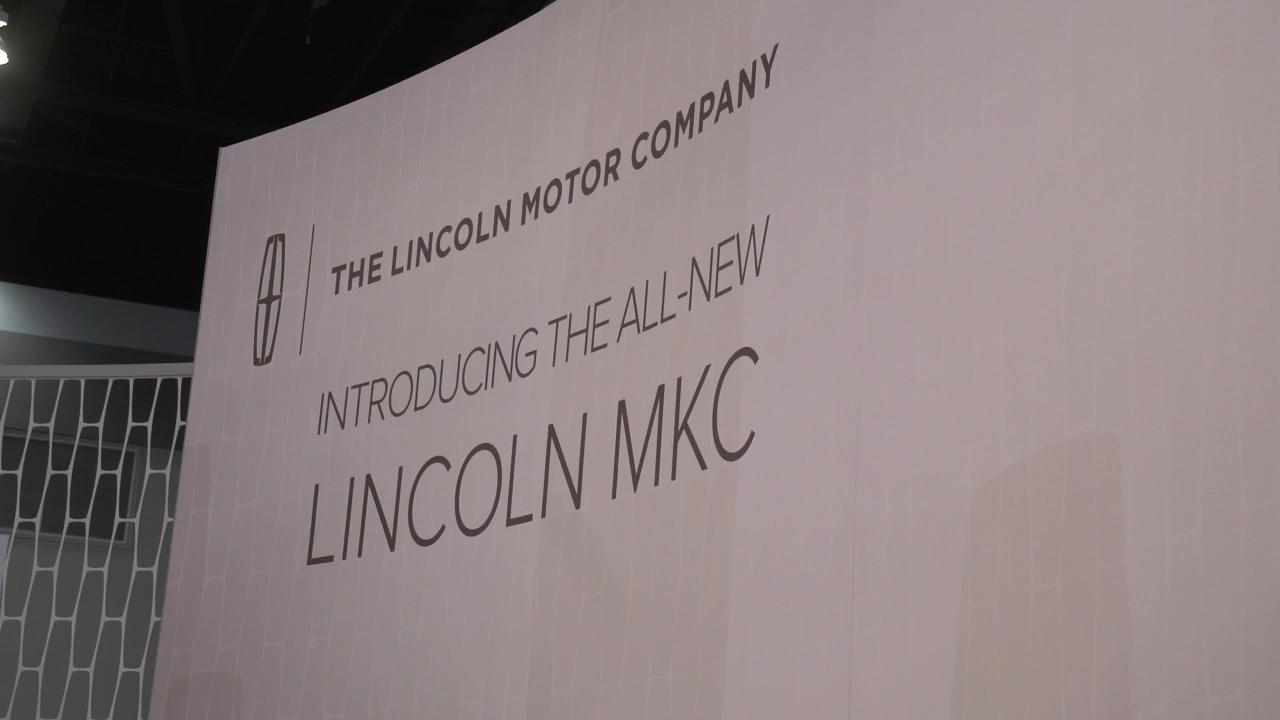 THE LINCOLN MOTOR COMPANY
INTRODUCING THE ALL-NEW
LINCOLN MKC